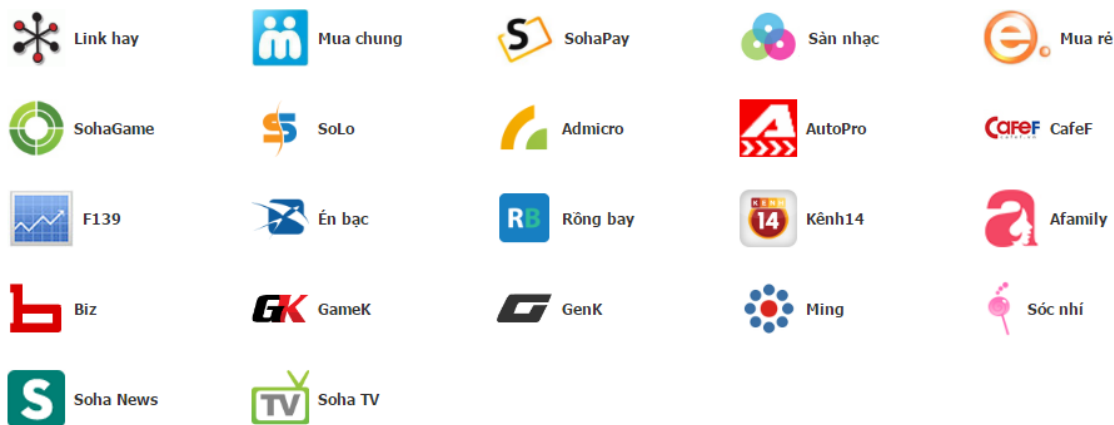 Link hay
Mua chung
S SohaPay
Sàn nhạc
e Mua rẻ
SohaGame
SoLo
Admicro
AutoPro
CafeF CafeF
F139
Én bạc
RB Rồng bay
KENH 14 Kênh14
a Afamily
b Biz
GK GameK
G GenK
Ming
Sóc nhí
S Soha News
TV Soha TV